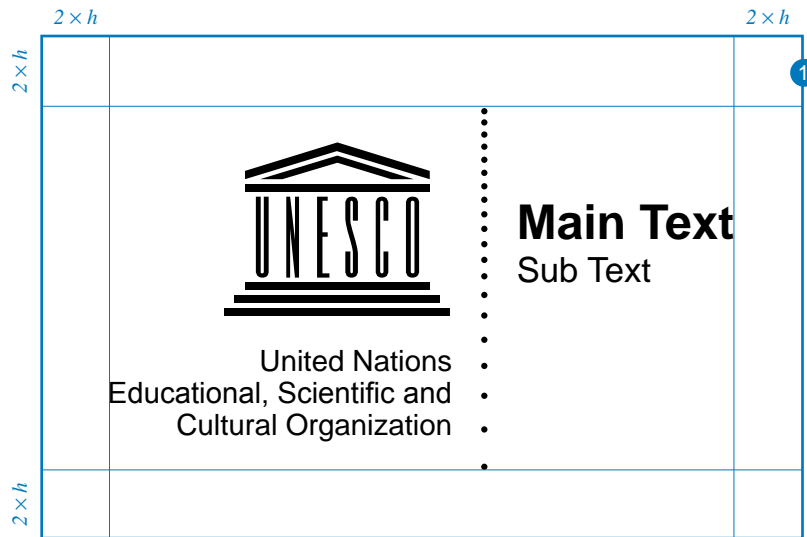 2 × h
2 × h
2 × h
1
UNESCO
Main Text
Sub Text
United Nations
Educational, Scientific and
Cultural Organization
2 × h